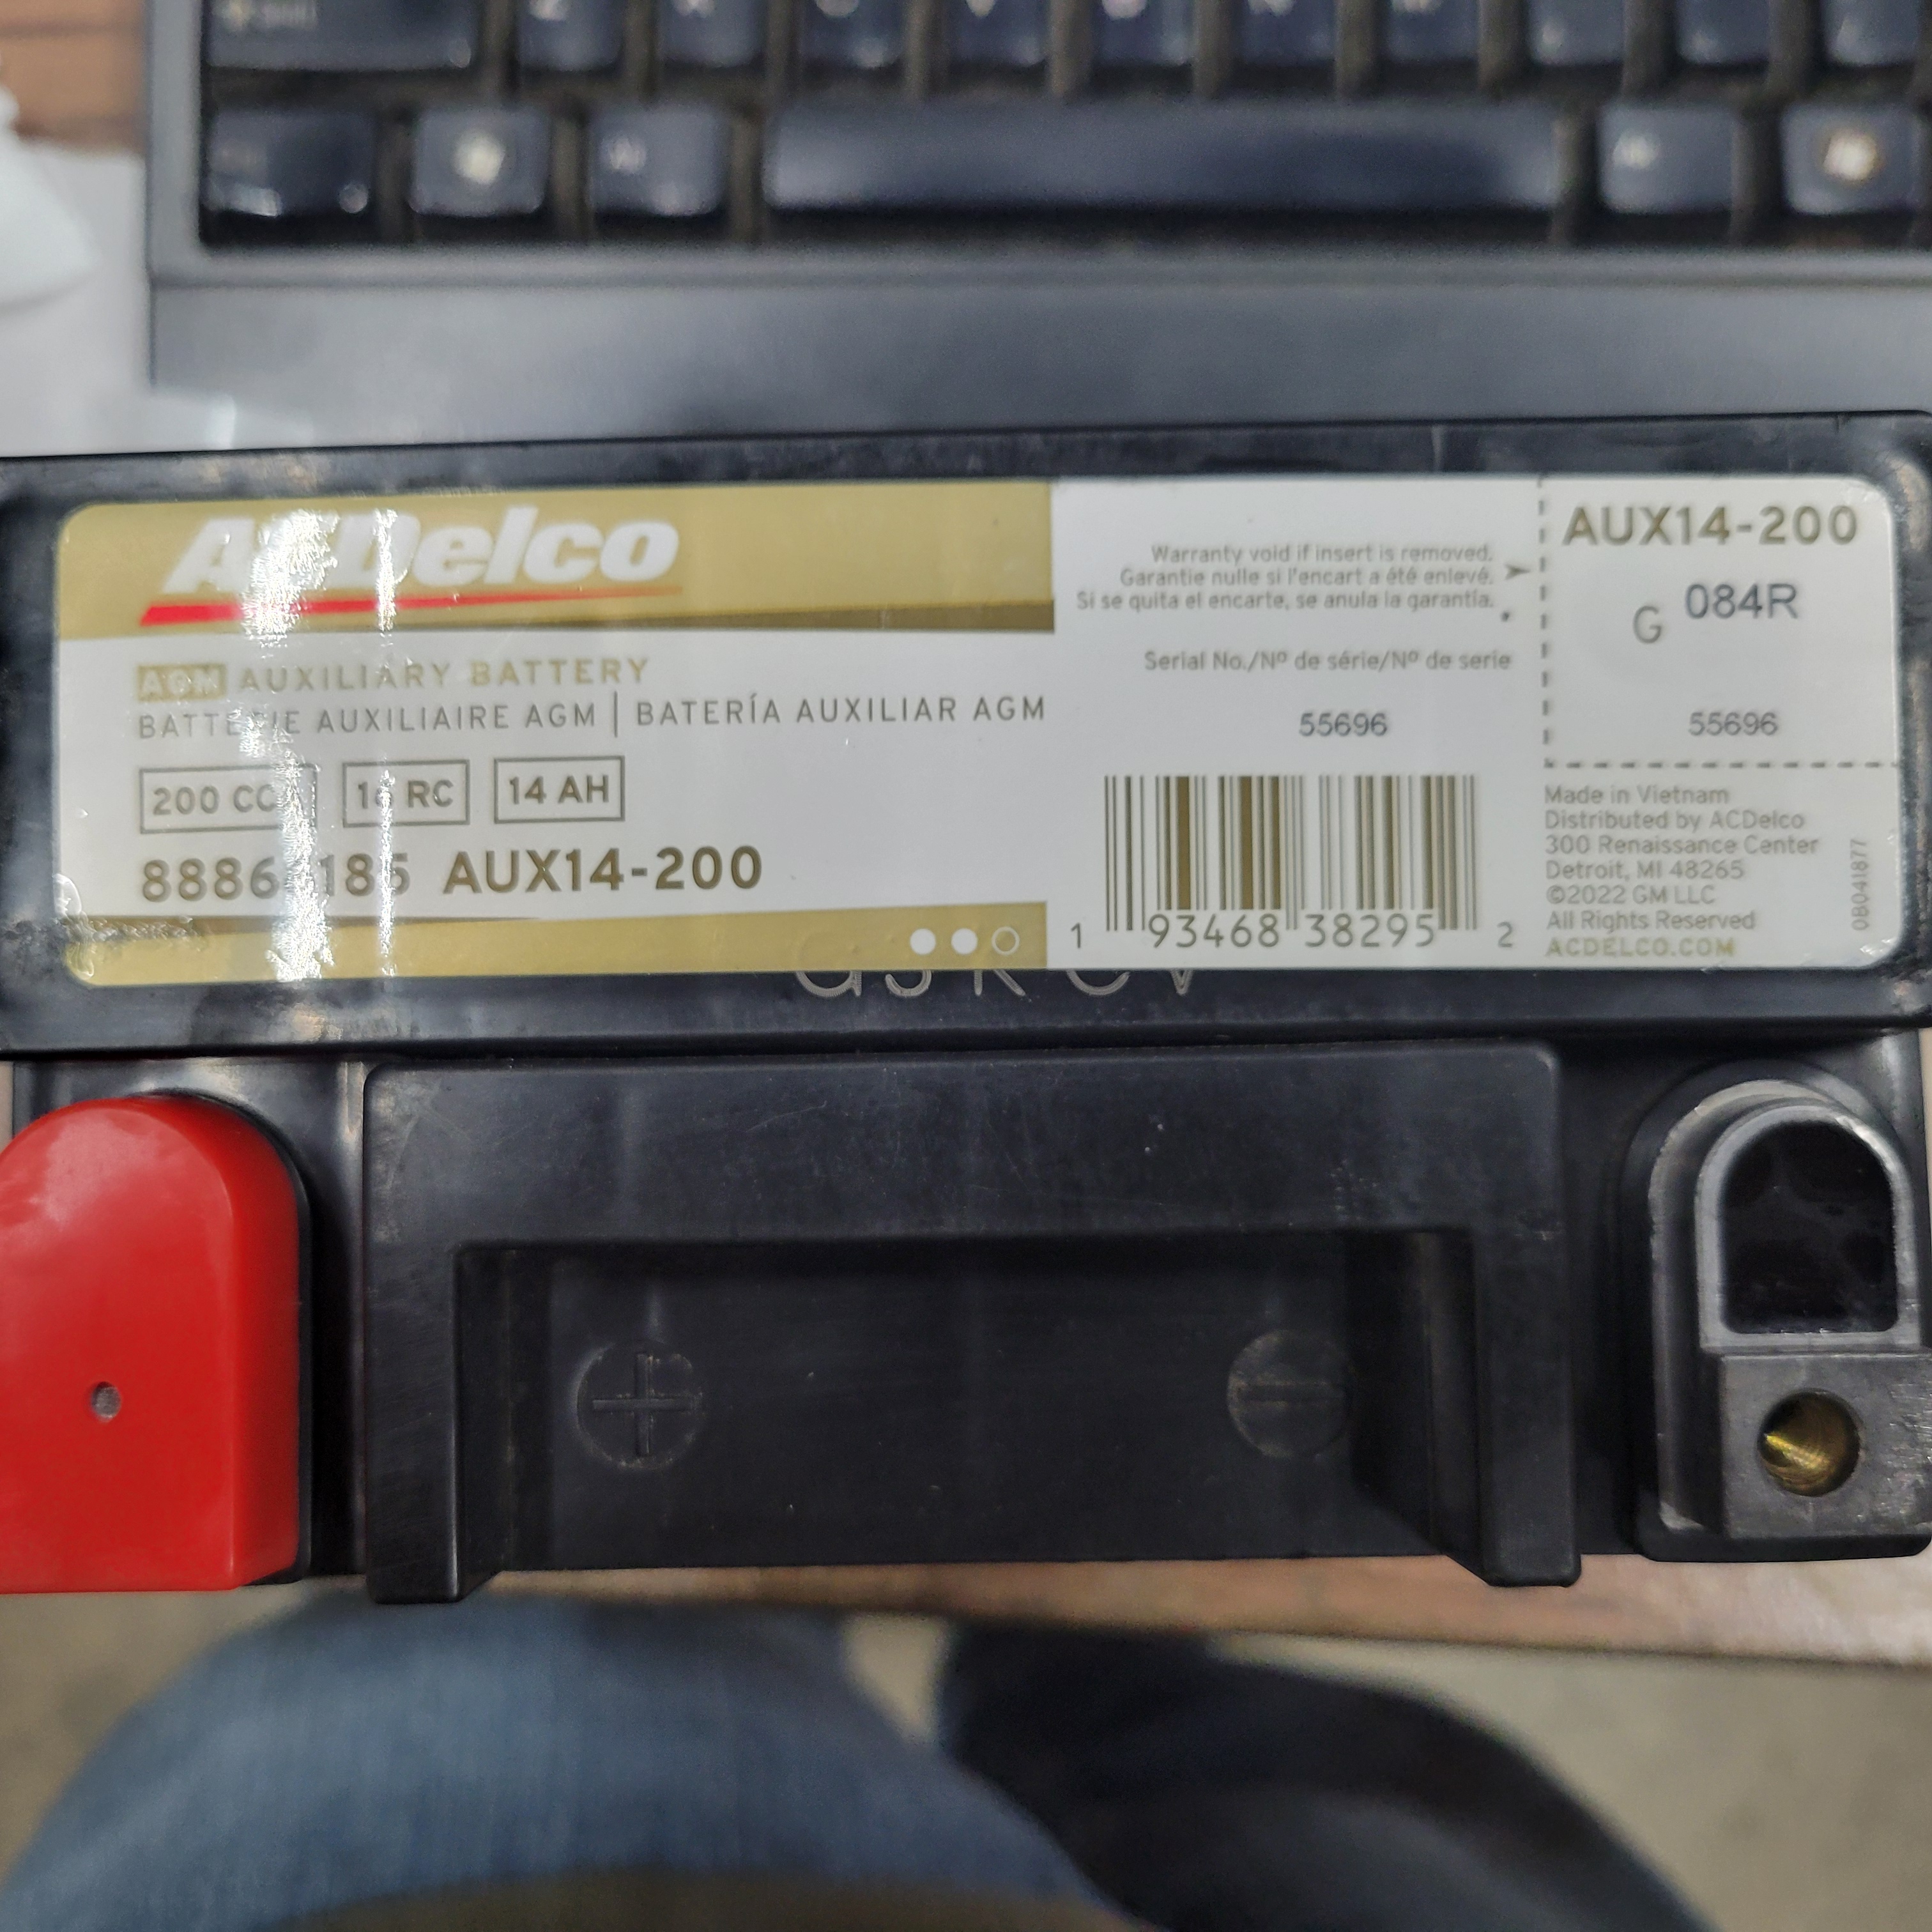 ACDelco
AGM AUXILIARY BATTERY
AUXILIAIRE AGM | BATERÍA AUXILIAR AGM
200 RC 14 AH
AUX14-200
Warranty void if insert is removed.
Garantie nulle si l'encart a été enlevé.
Si se quita el encarte, se anula la garantía.
Serial No./Nº de série/Nº de serie
55696
1 93468 38295 2
AUX14-200
G 084R
55696
Made in Vietnam
Distributed by ACDelco
300 Renaissance Center
Detroit, MI 48265
©2022 GM LLC
All Rights Reserved
ACDELCO.COM
0B041877
+ −